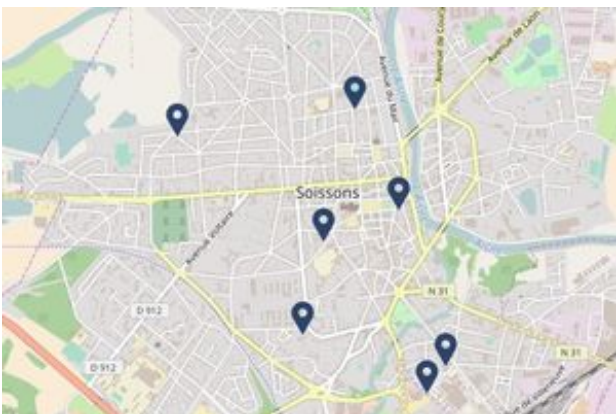 Avenue de Laon
Avenue du Mail
Soissons
Avenue Voltaire
N 31
D 912
N 31
D 912